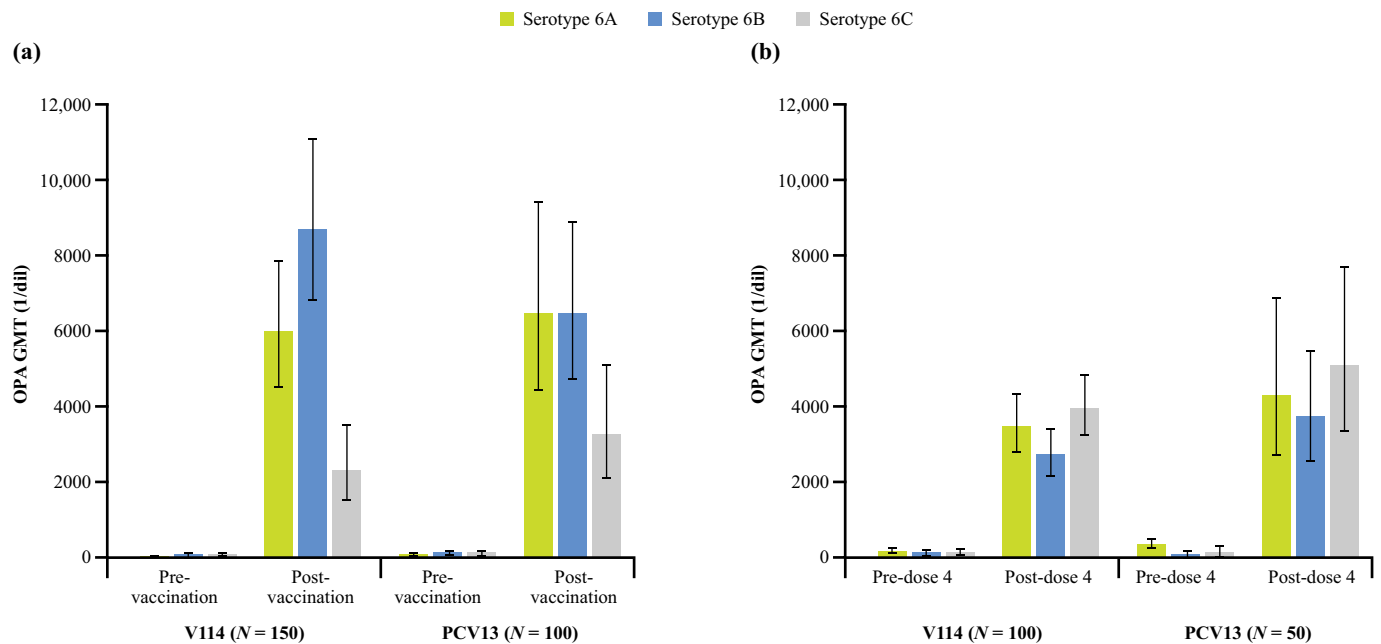 Serotype 6A Serotype 6B Serotype 6C
(a)
12,000
10,000
8000
6000
4000
2000
0
OPA GMT (1/dil)
Pre-
vaccination
Post-
vaccination
Pre-
vaccination
Post-
vaccination
V114 (N = 150)
PCV13 (N = 100)
(b)
12,000
10,000
8000
6000
4000
2000
0
OPA GMT (1/dil)
Pre-dose 4
Post-dose 4
Pre-dose 4
Post-dose 4
V114 (N = 100)
PCV13 (N = 50)